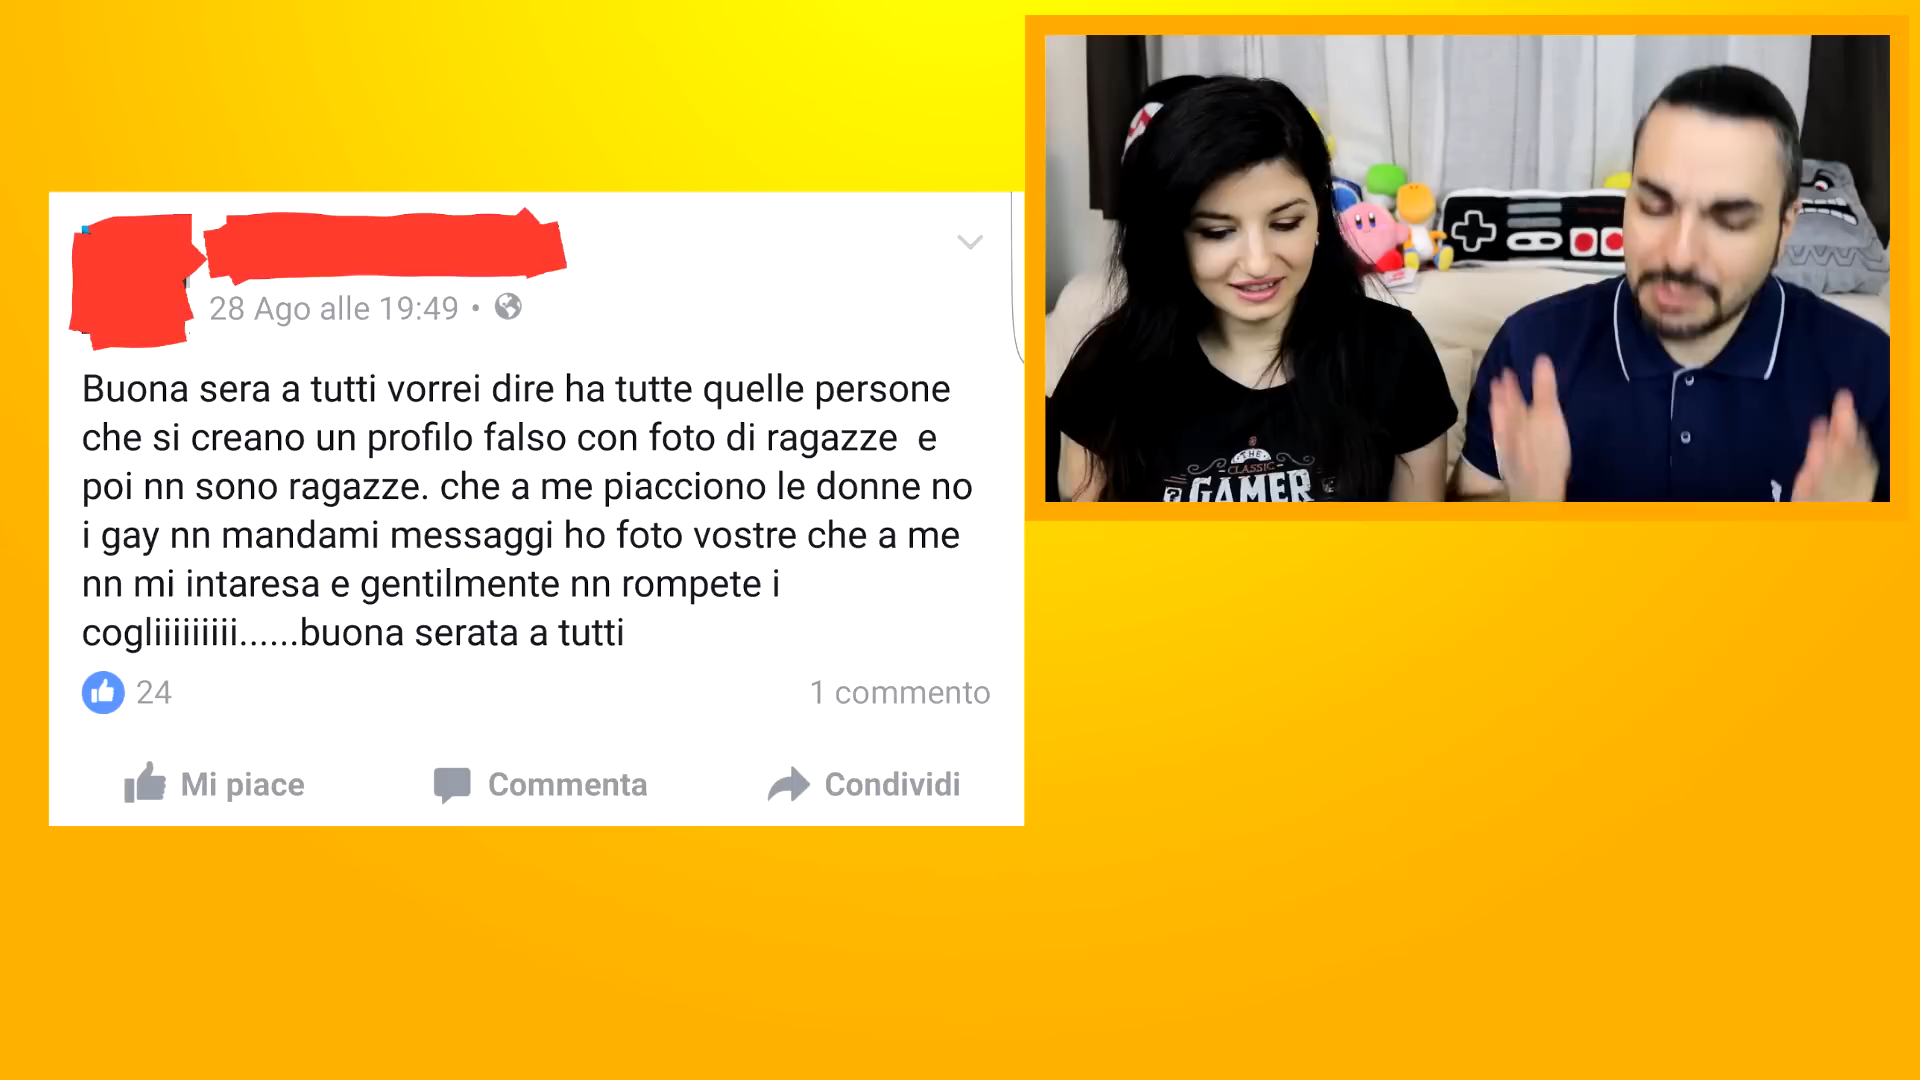 28 Ago alle 19:49 •
Buona sera a tutti vorrei dire ha tutte quelle persone
che si creano un profilo falso con foto di ragazze  e
poi nn sono ragazze. che a me piacciono le donne no
i gay nn mandami messaggi ho foto vostre che a me
nn mi intaresa e gentilmente nn rompete i
cogliiiiiiiii......buona serata a tutti
24
1 commento
Mi piace
Commenta
Condividi
THE
CLASSIC
GAMER